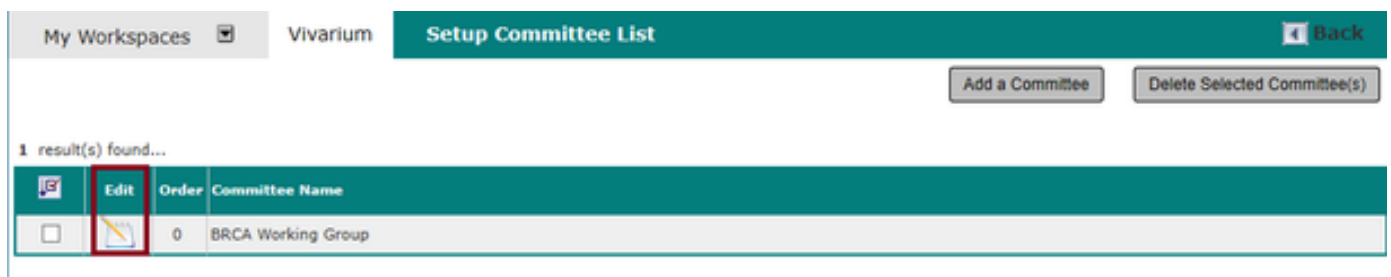 My Workspaces Vivarium Setup Committee List Back
Add a Committee Delete Selected Committee(s)
1 result(s) found...
Edit Order Committee Name
0 BRCA Working Group